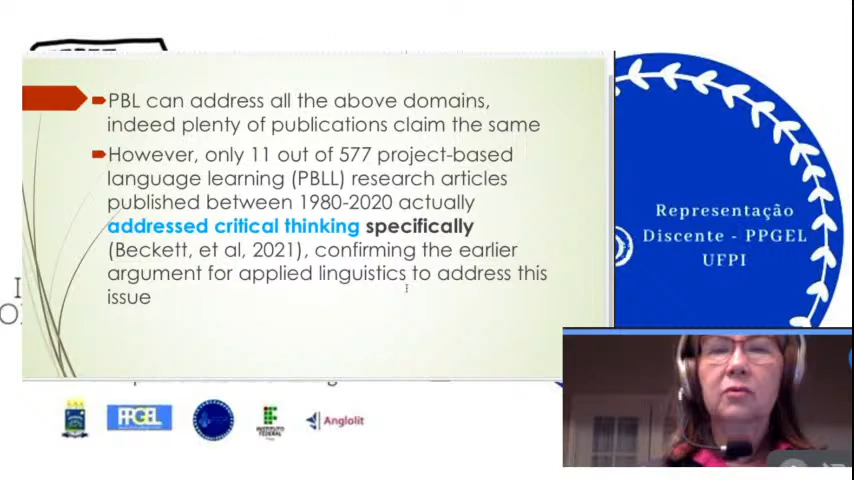 PBL can address all the above domains,
indeed plenty of publications claim the same
However, only 11 out of 577 project-based
language learning (PBLL) research articles
published between 1980-2020 actually
addressed critical thinking specifically
(Beckett, et al, 2021), confirming the earlier
argument for applied linguistics to address this
issue
Representação
Discente - PPGEL
UFPI
PPGEL
INSTITUTO
FEDERAL
Anglolit